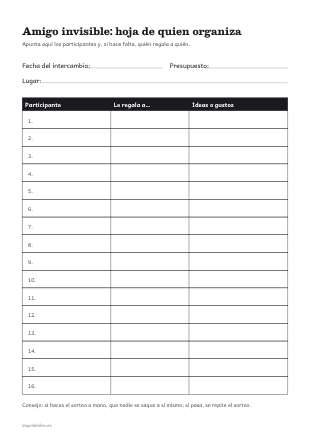 Amigo invisible: hoja de quien organiza
Apunta aquí los participantes y, si hace falta, quién regala a quién.
Fecha del intercambio: Presupuesto:
Lugar:
Participante Le regala a... Ideas o gustos
1.
2.
3.
4.
5.
6.
7.
8.
9.
10.
11.
12.
13.
14.
15.
16.
Consejo: si haces el sorteo a mano, que nadie se saque a sí mismo; si pasa, se repite el sorteo.